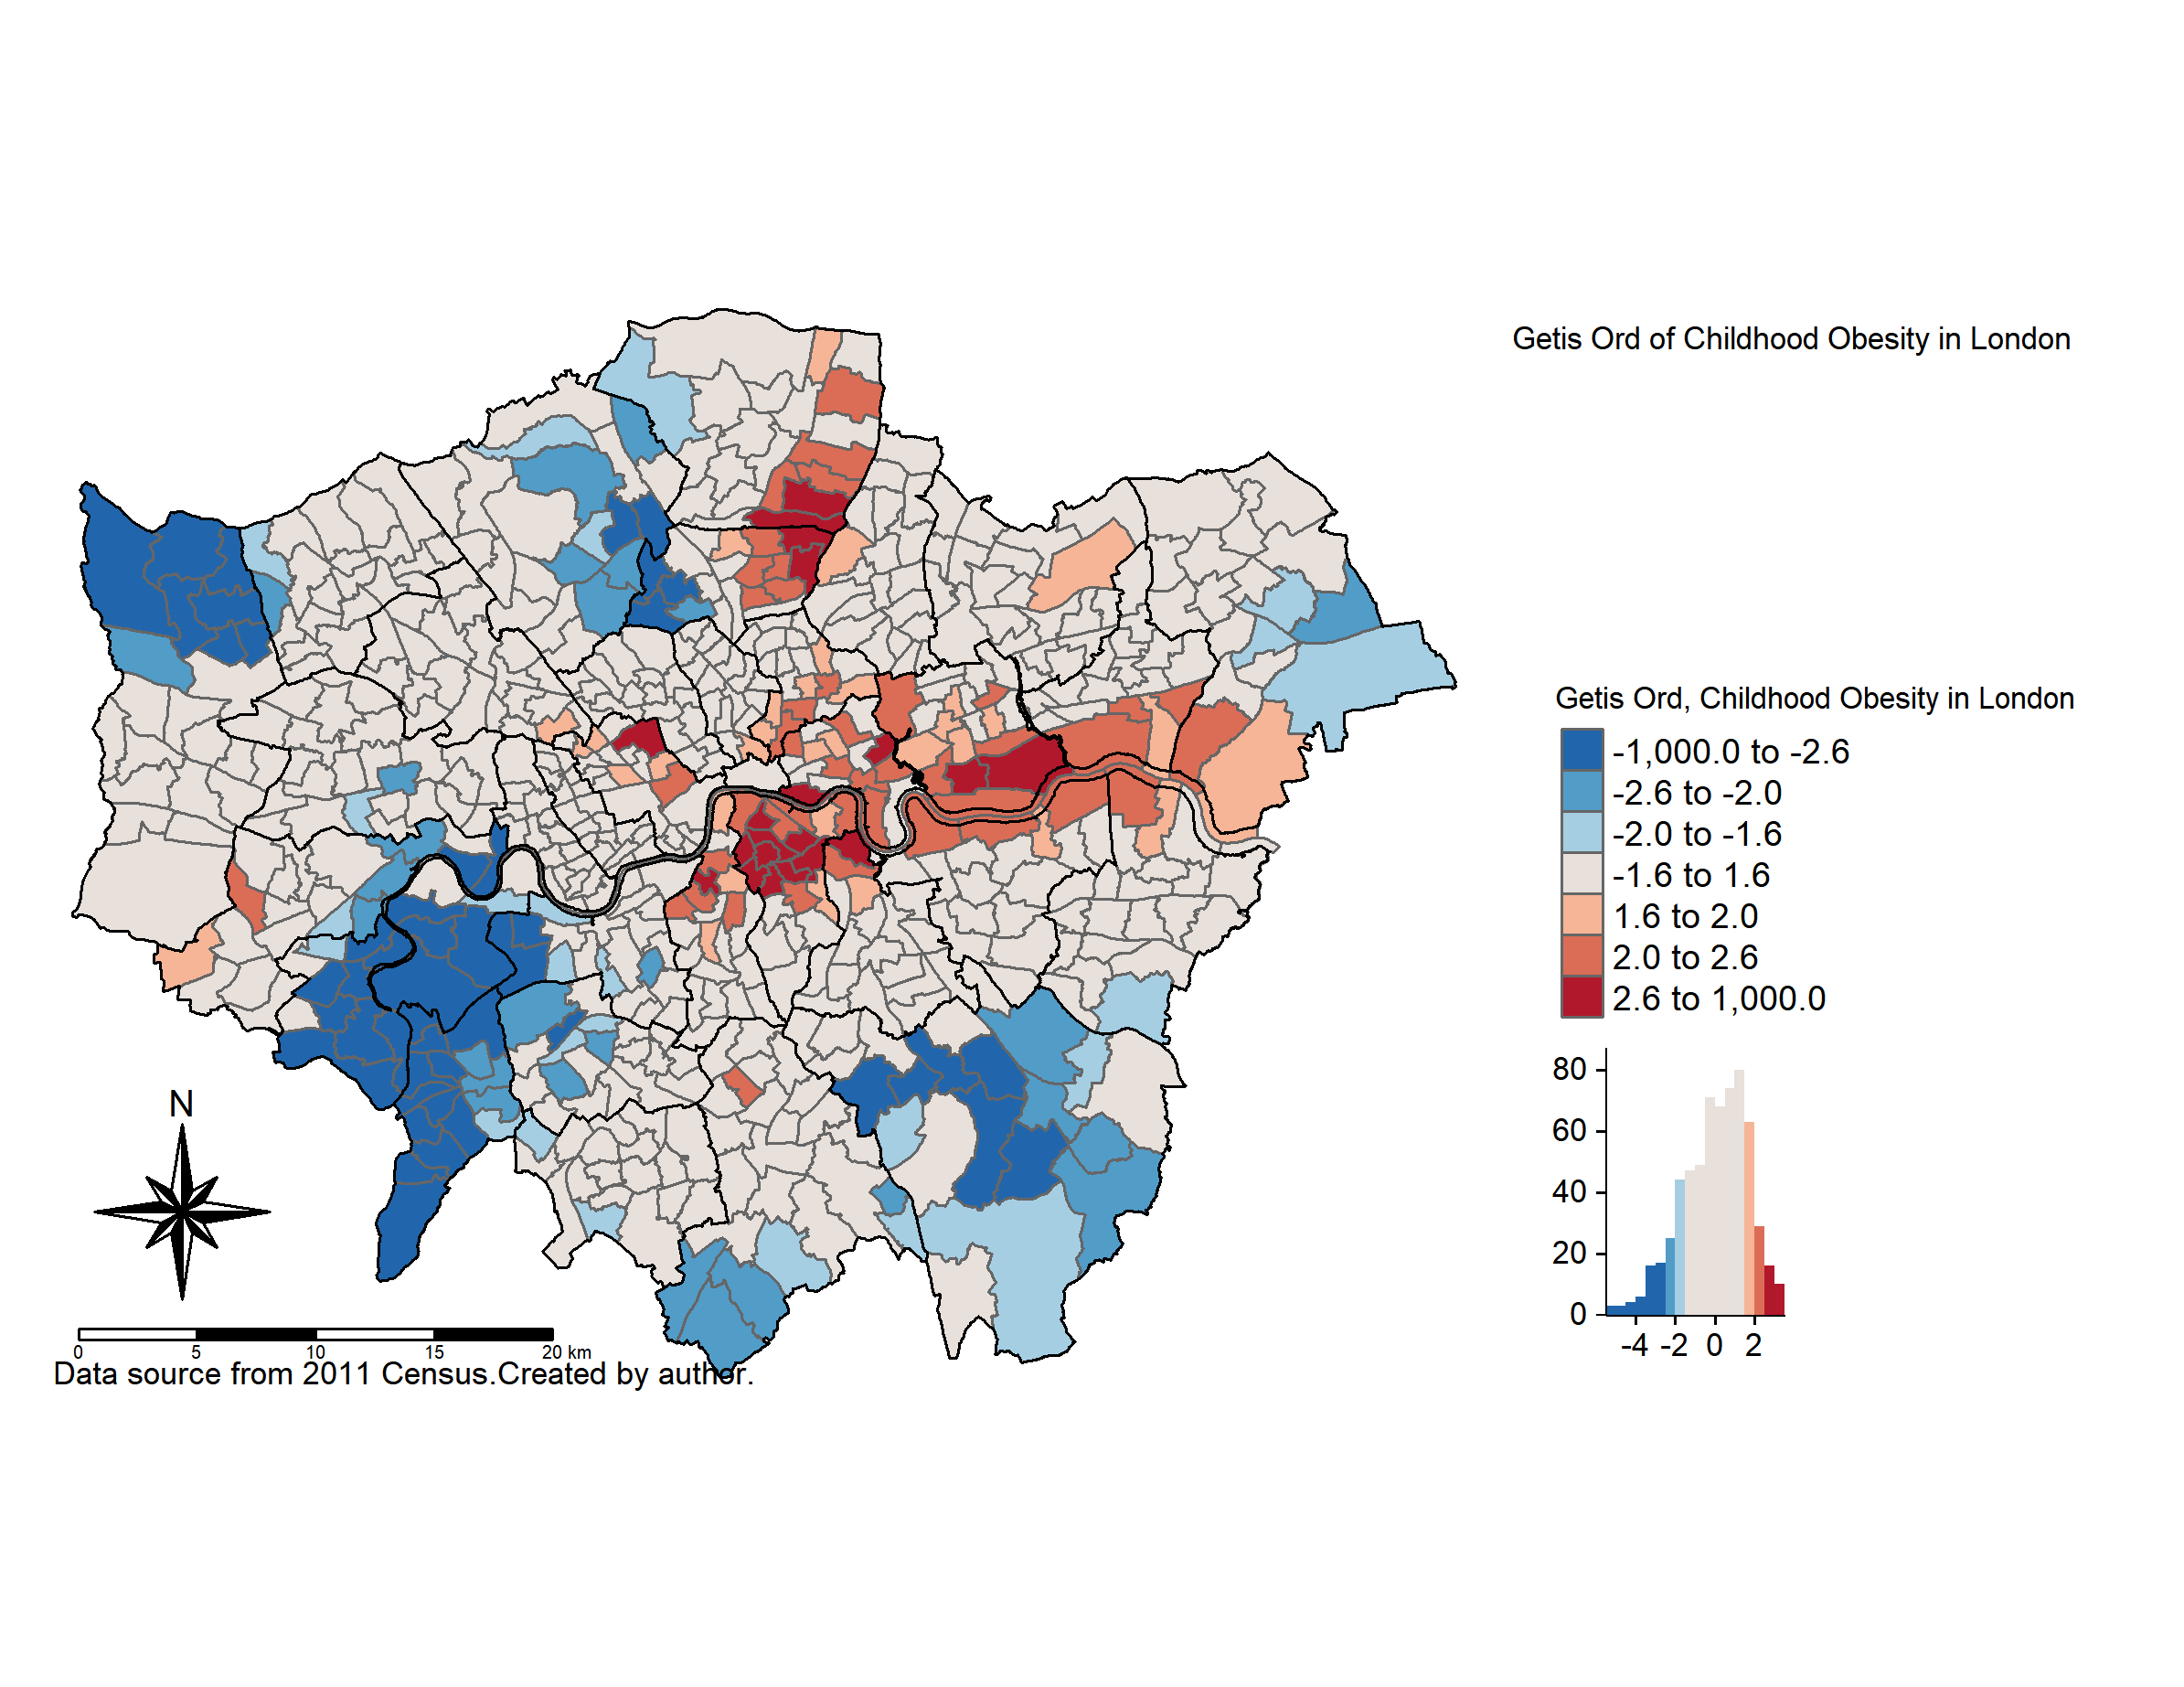 Getis Ord of Childhood Obesity in London
Getis Ord, Childhood Obesity in London
-1,000.0 to -2.6
-2.6 to -2.0
-2.0 to -1.6
-1.6 to 1.6
1.6 to 2.0
2.0 to 2.6
2.6 to 1,000.0
80
60
40
20
0
-4 -2 0 2
N
0 5 10 15 20 km
Data source from 2011 Census.Created by author.